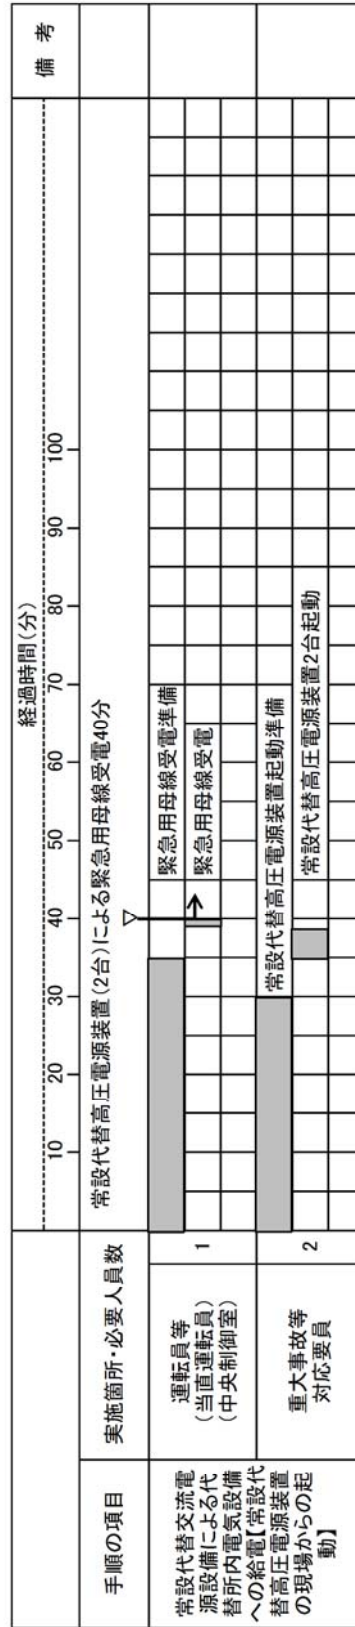 経過時間(分)
備 考
手順の項目
実施箇所・必要人員数
10 20 30 40 50 60 70 80 90 100
常設代替高圧電源装置(2台)による緊急用母線受電40分
▽
常設代替交流電
源設備による代
替所内電気設備
への給電【常設代
替高圧電源装置
の現場からの起
動】
運転員等
(当直運転員)
(中央制御室)
1
緊急用母線受電準備
緊急用母線受電
重大事故等
対応要員
2
常設代替高圧電源装置起動準備
常設代替高圧電源装置2台起動